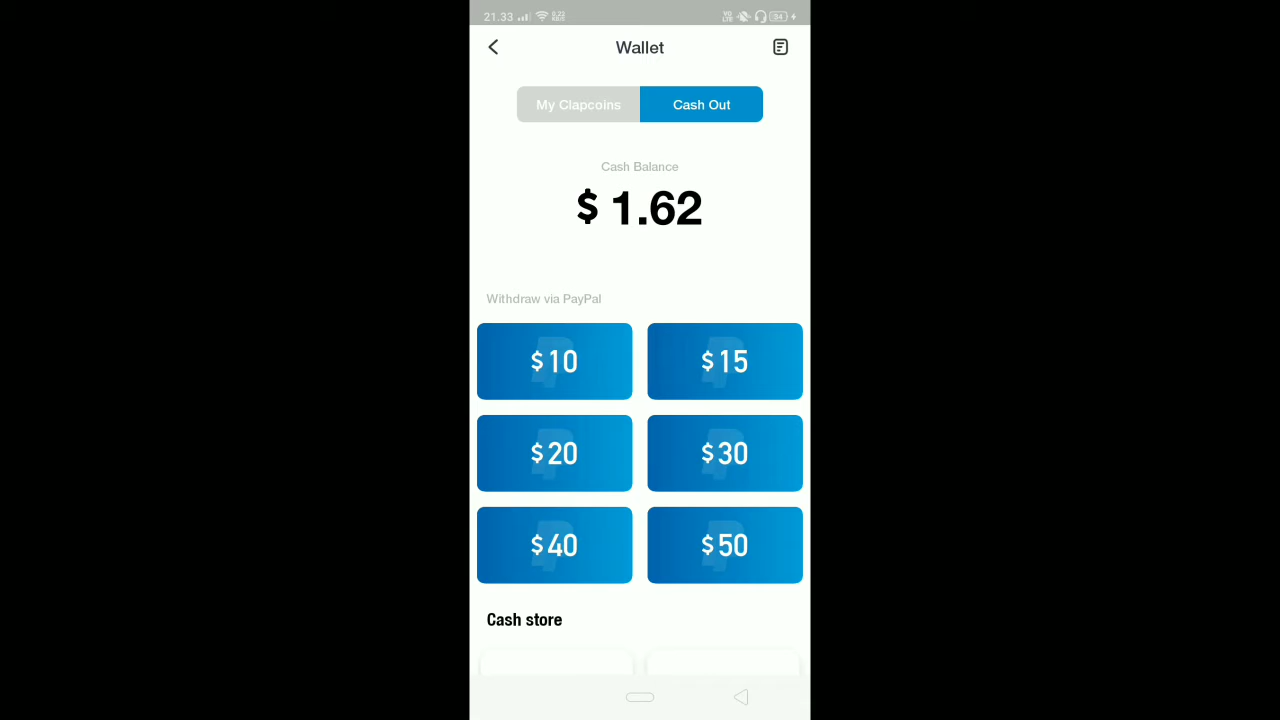 21.33
Wallet
My Clapcoins
Cash Out
Cash Balance
$ 1.62
Withdraw via PayPal
$10
$15
$20
$30
$40
$50
Cash store